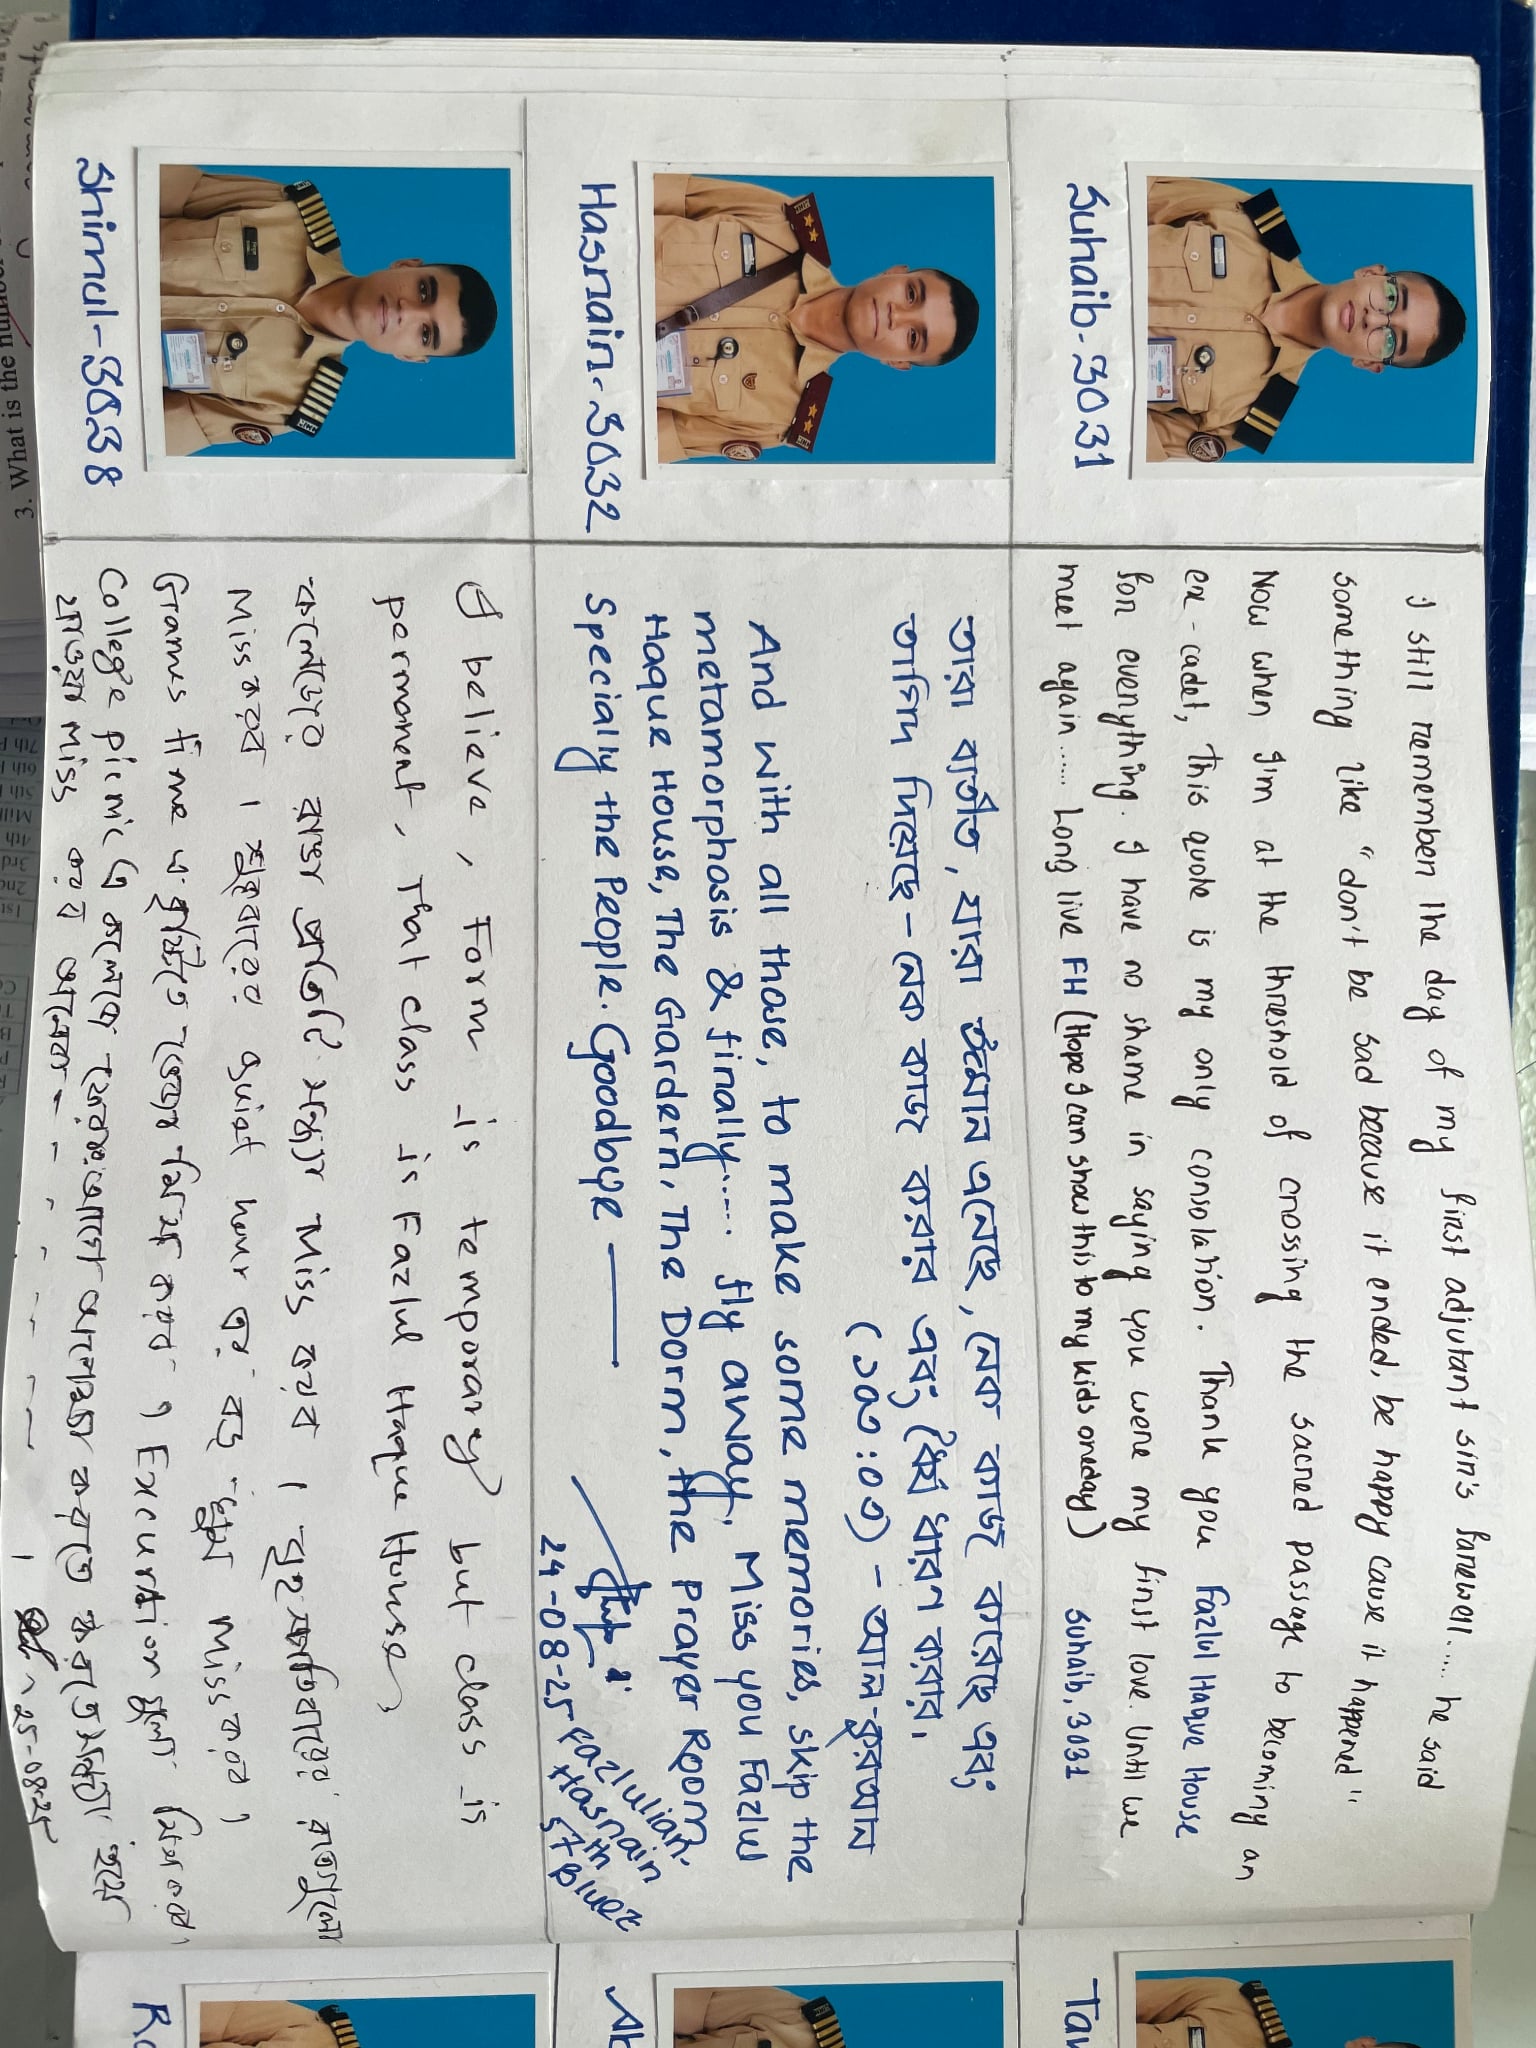 I still remember the day of my first adjutant sir's farewell..... he said
something like "don't be sad because it ended, be happy cause it happened"
Now when I'm at the threshold of crossing the sacred passage to becoming an
ex-cadet, this quote is my only consolation. Thank you Fazlul Haque House
for everything. I have no shame in saying you were my first love. Until we
meet again...... Long live FH (Hope I can show this to my kids oneday) Suhaib, 3031
Suhaib-3031
তারা ব্যতীত, যারা ঈমান এনেছে, নেক কাজ করেছে এবং
তাগিদ দিয়েছে - নেক কাজ করার এবং ধৈর্য ধারণ করার।
(১০৩:০৩) - আল-কুরআন
And with all those, to make some memories, skip the
metamorphosis & finally..... fly away. Miss you Fazlul
Haque House, The Gardern, The Dorm, the Prayer Room
Specially the People. Goodbye
24-08-25
Fazlulian
Hasnain
57th
Bluez
Hasnain-3032
I believe, Form is temporary but class is
permanent, That class is Fazlul Haque House,
কলেজের রাঙা প্রতিটি সন্ধ্যা Miss করব । বৃহস্পতিবারের রাতগুলো
Miss করব । শুক্রবারের quiet hour এর বড় ঘুম Miss করব ।
Games time এ বৃষ্টিতে ভেজা মিস করব । Excursion গুলো মিস করব ।
College picnic এ কলেজে ফেরার আগে অপেক্ষা করতে করতে সন্ধ্যা হয়ে
যাওয়া miss করব অনেক - - - - - - - - ।
25-08-25
Shimul-3038
Tav
Ab
Ra
3. What is the